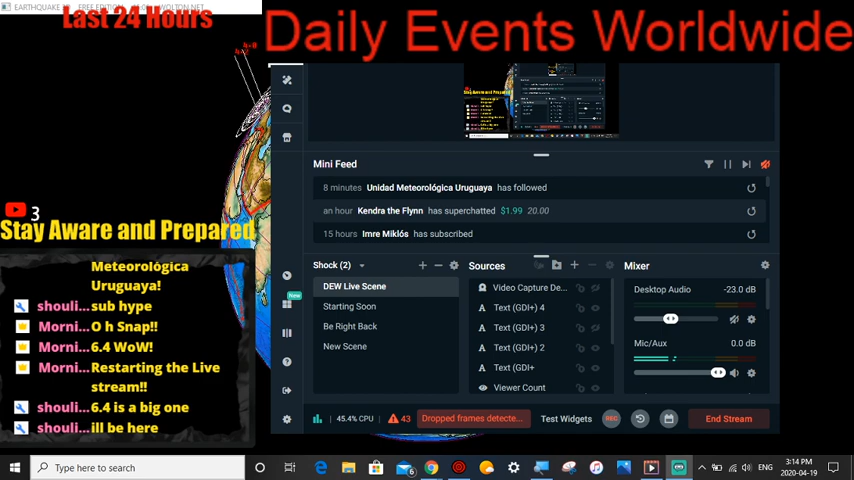 EARTHQUAKE 3D FREE EDITION
WOLTON.NET
Last 24 Hours
Daily Events Worldwide
3
Stay Aware and Prepared
Meteorológica
Uruguaya!
shouli... sub hype
Morni... O h Snap!!
Morni... 6.4 WoW!
Morni... Restarting the Live
stream!!
shouli... 6.4 is a big one
shouli... ill be here
Mini Feed
8 minutes Unidad Meteorológica Uruguaya has followed
an hour Kendra the Flynn has superchatted $1.99 20.00
15 hours Imre Miklós has subscribed
Shock (2)
DEW Live Scene
Starting Soon
Be Right Back
New Scene
New
Sources
Video Capture De...
Text (GDI+) 4
Text (GDI+) 3
Text (GDI+) 2
Text (GDI+
Viewer Count
Mixer
Desktop Audio -23.0 dB
Mic/Aux 0.0 dB
45.4% CPU 43 Dropped frames detecte... Test Widgets REC End Stream
Type here to search
6
ENG
3:14 PM
2020-04-19